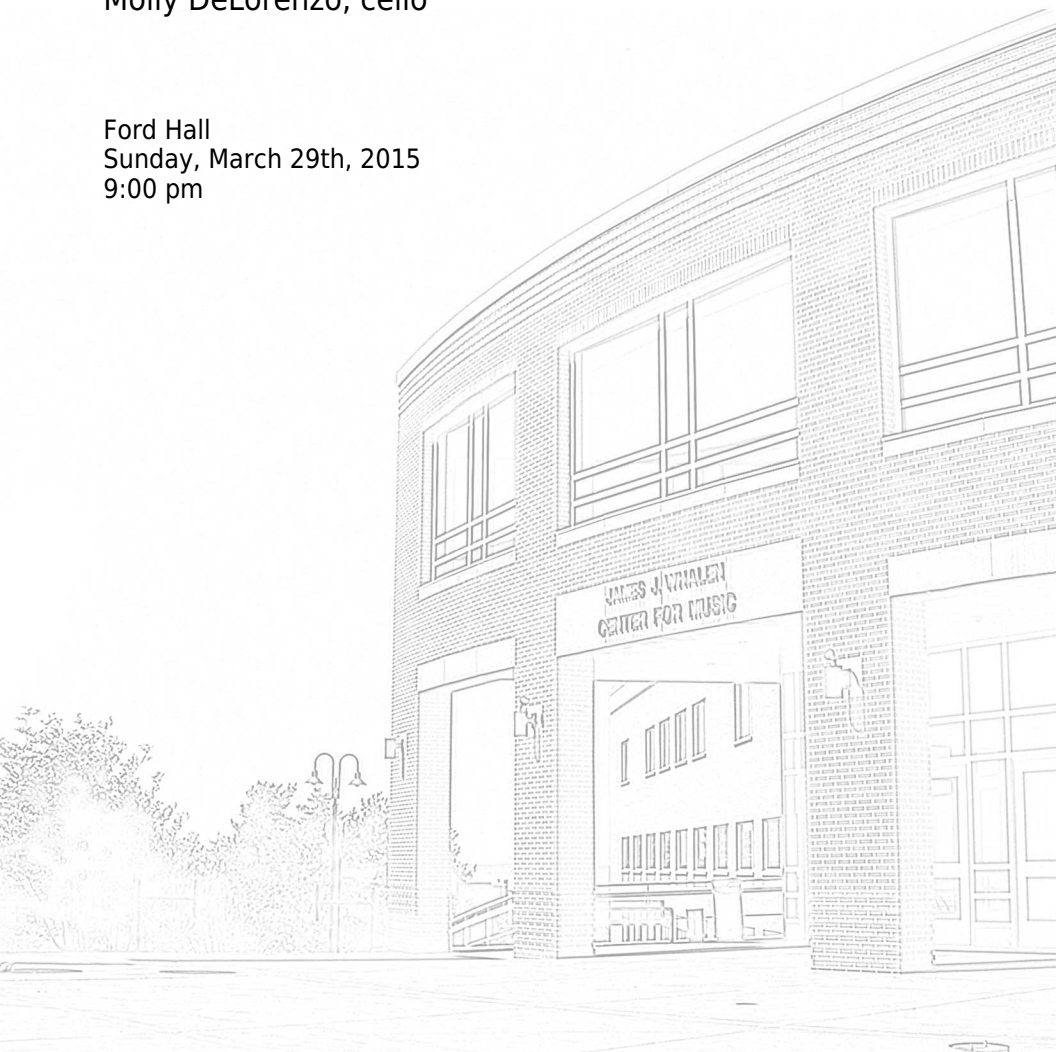 Molly DeLorenzo, cello
Ford Hall
Sunday, March 29th, 2015
9:00 pm
JAMES J. WHALEN
CENTER FOR MUSIC